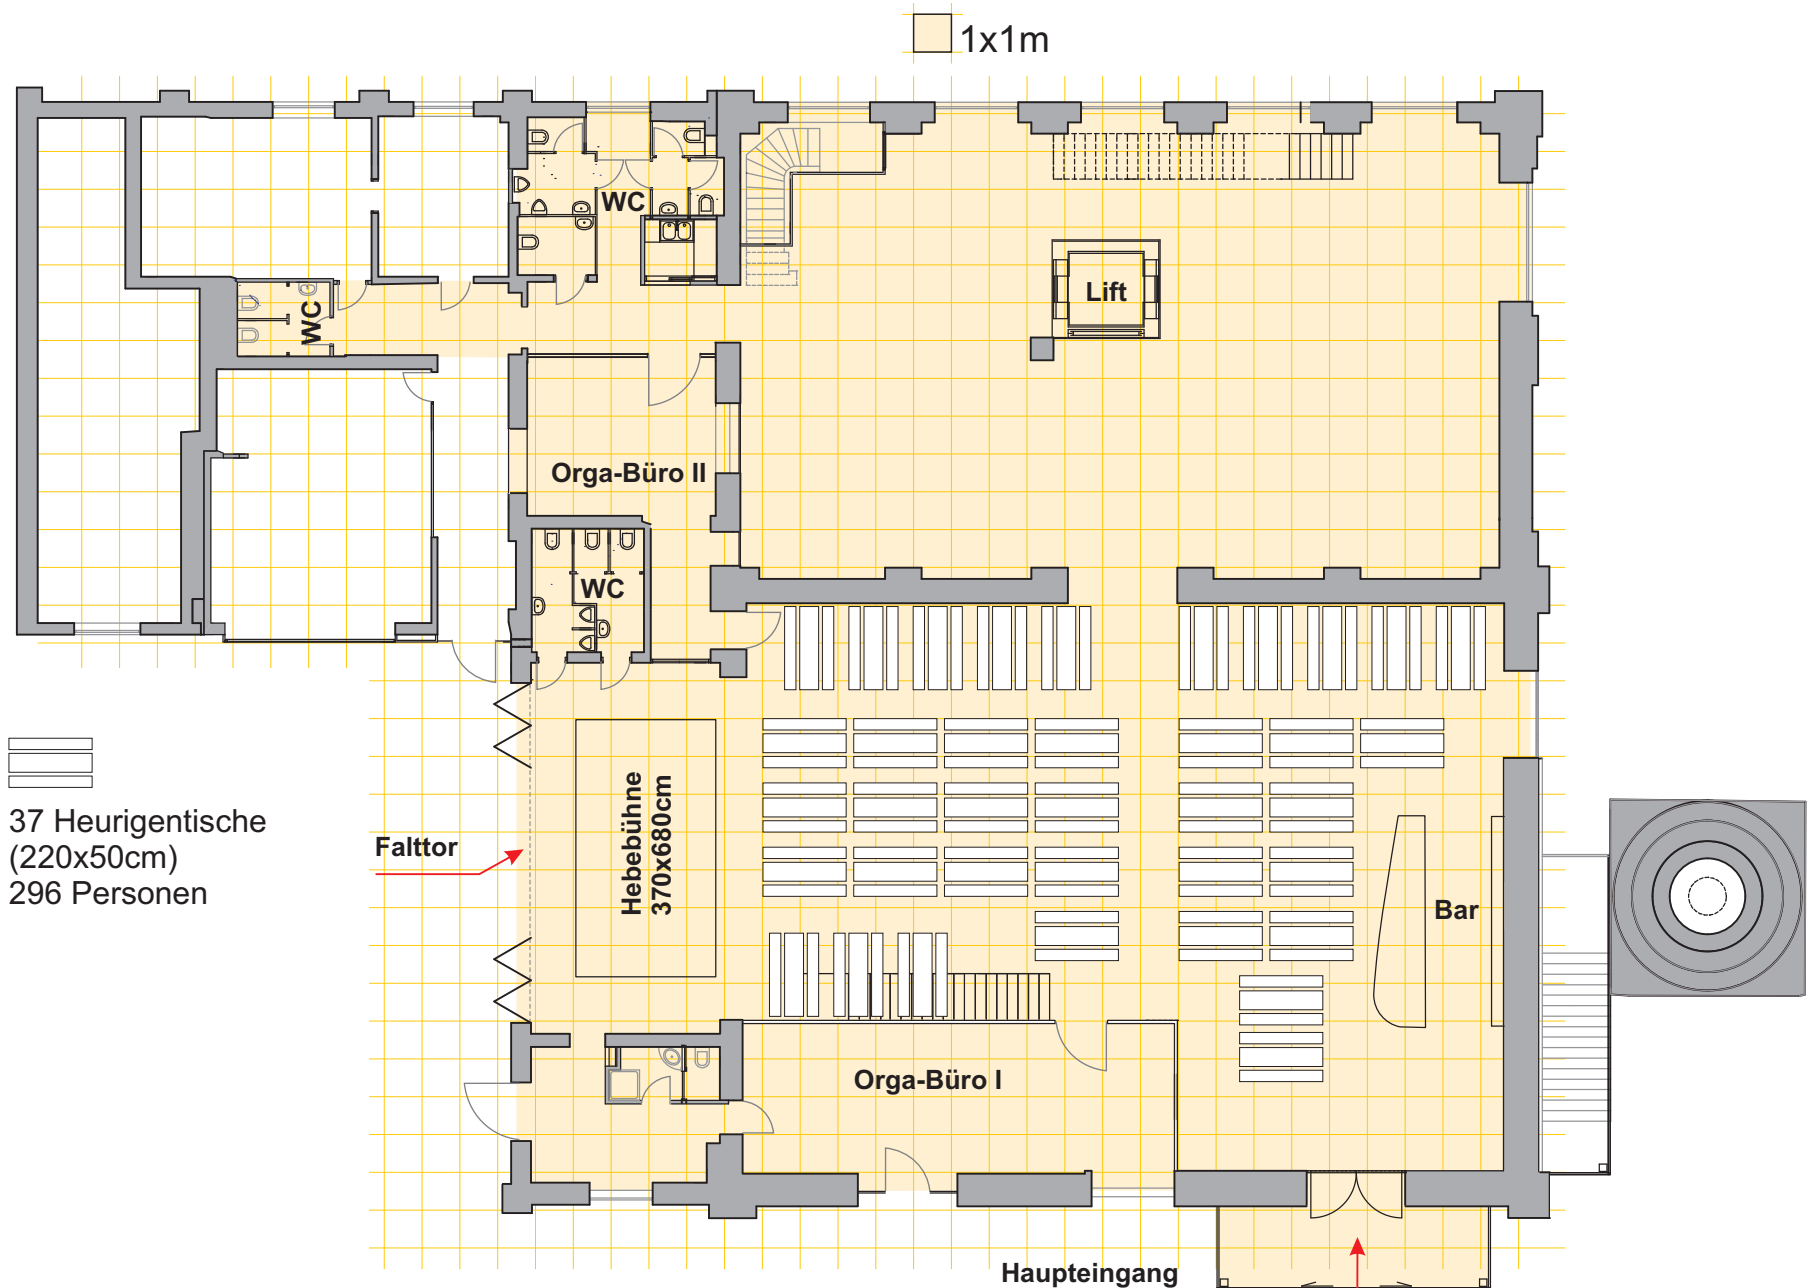 1x1m
WC
WC
Lift
Orga-Büro II
WC
37 Heurigentische
(220x50cm)
296 Personen
Falttor
Hebebühne
370x680cm
Bar
Orga-Büro I
Haupteingang